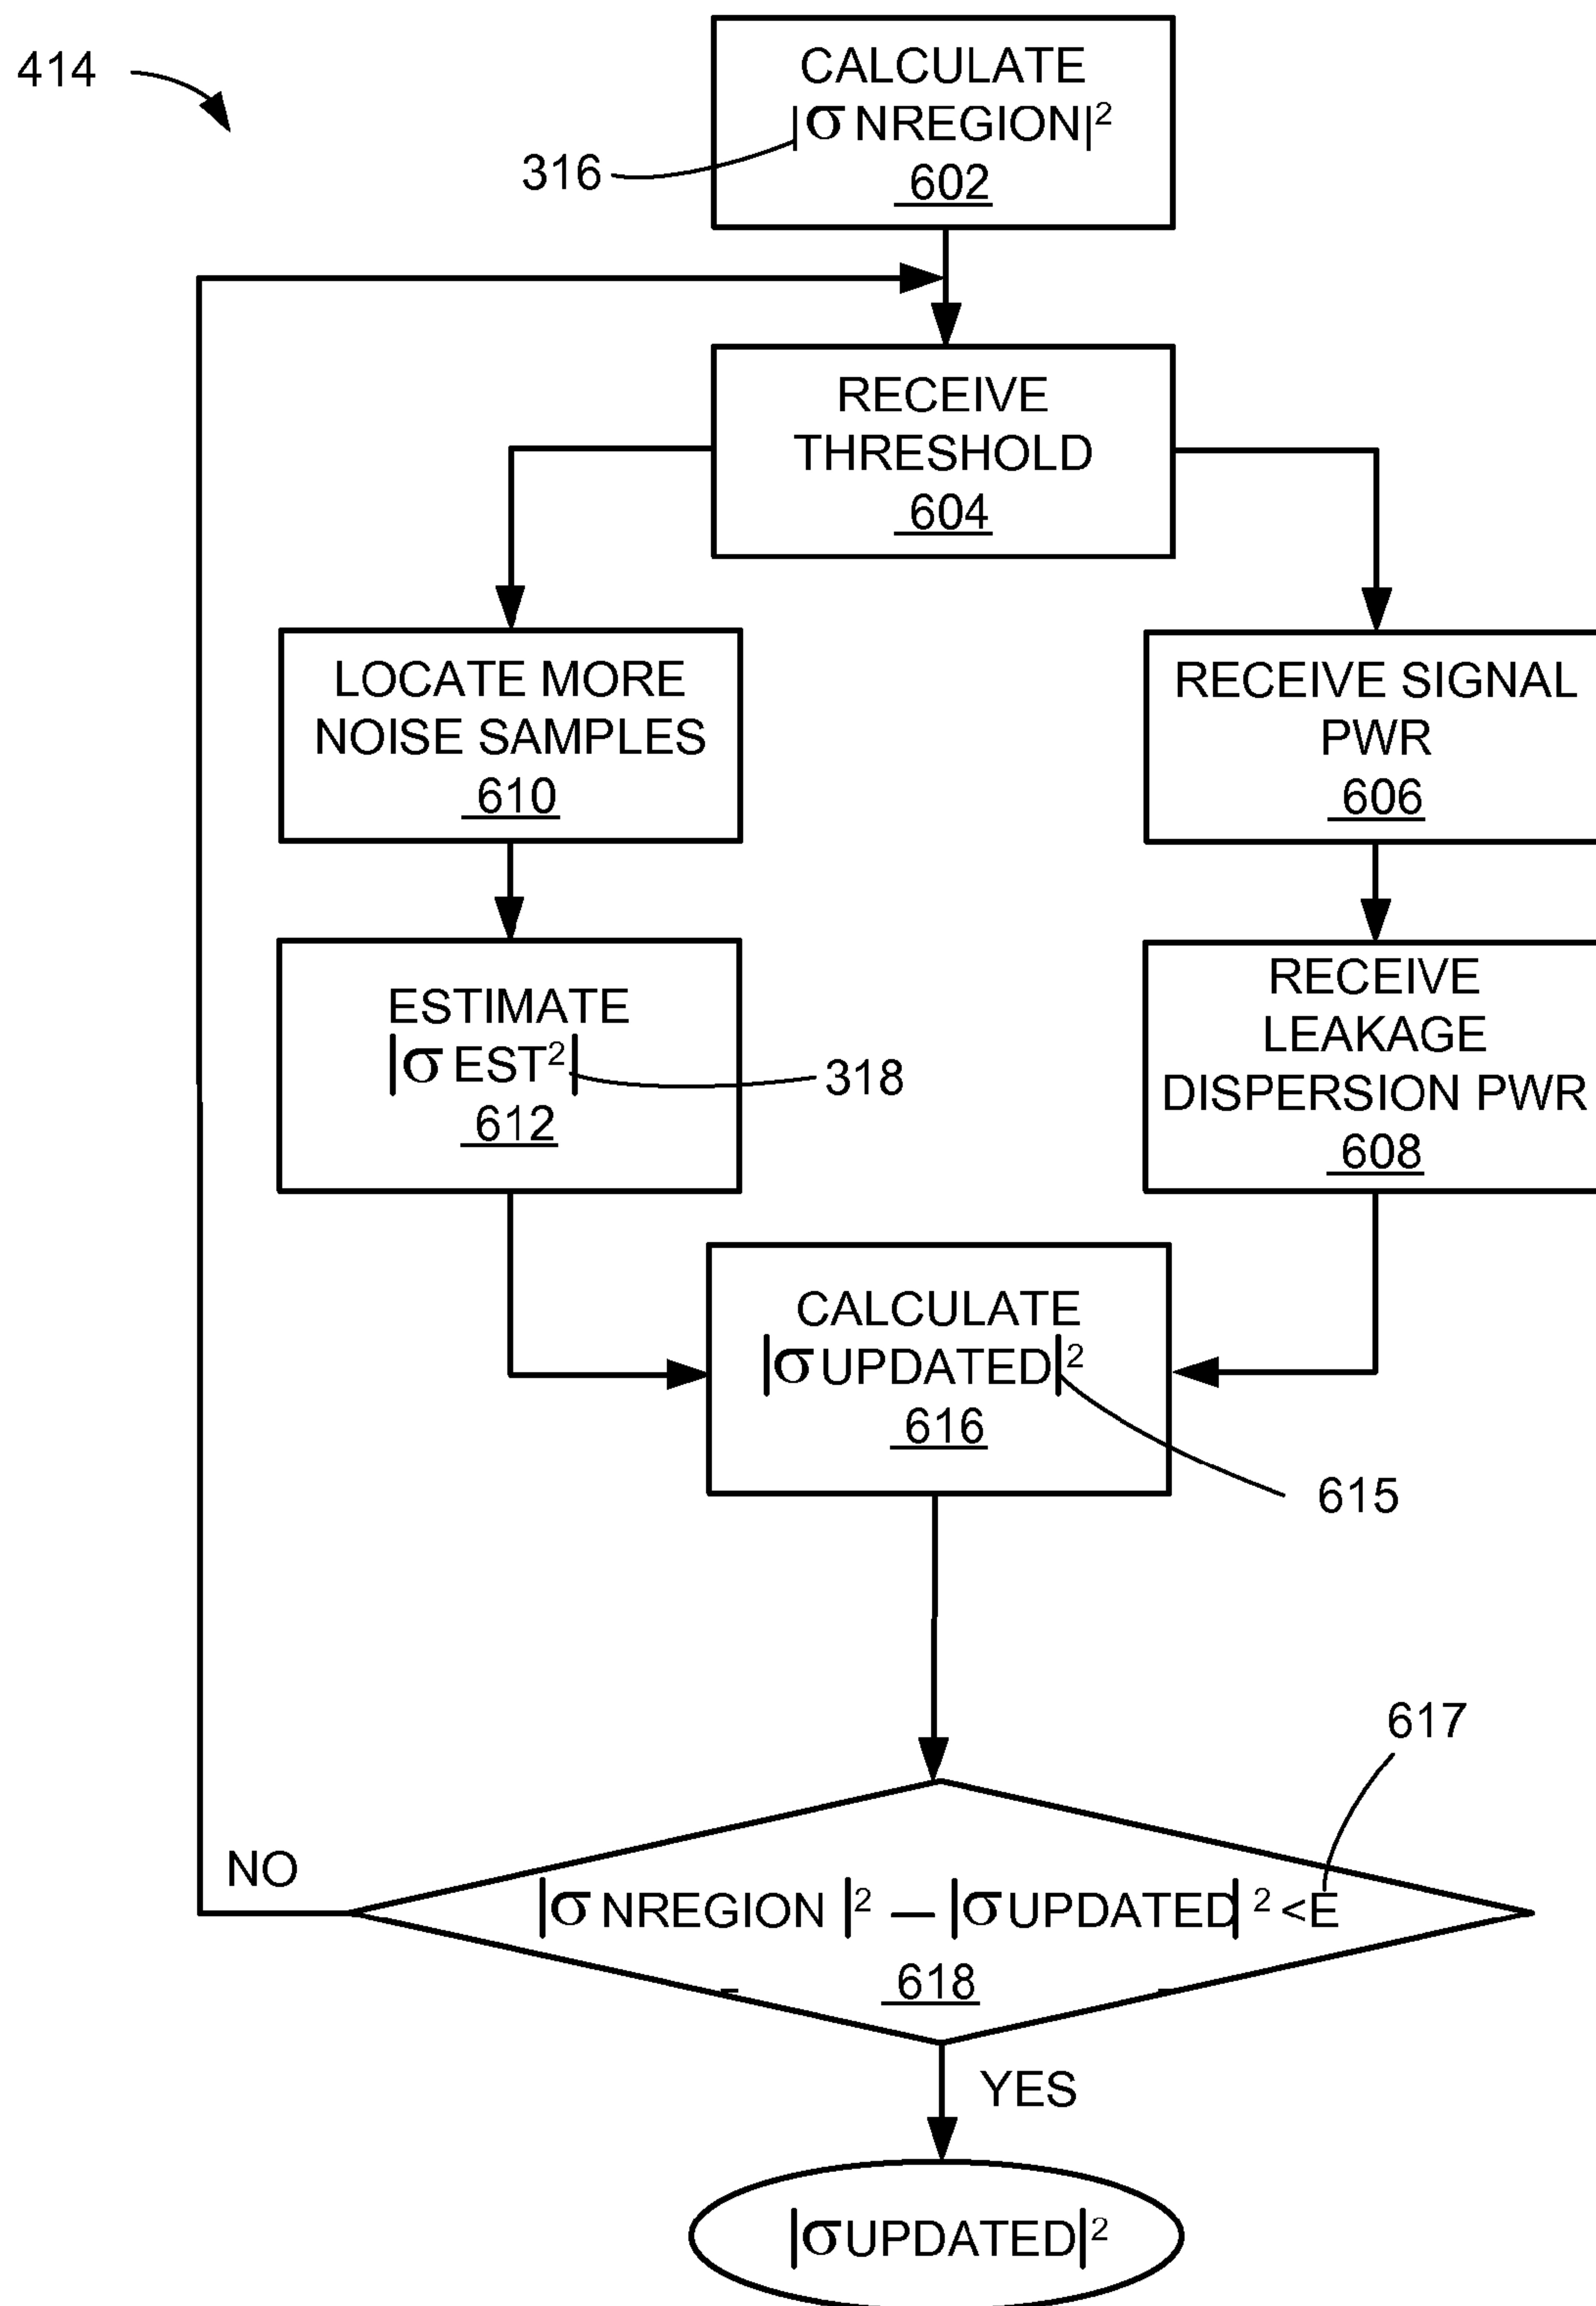 414
CALCULATE
|σ NREGION|²
316
602
RECEIVE
THRESHOLD
604
LOCATE MORE
NOISE SAMPLES
610
RECEIVE SIGNAL
PWR
606
ESTIMATE
|σ EST²|
318
612
RECEIVE
LEAKAGE
DISPERSION PWR
608
CALCULATE
|σ UPDATED|²
616
615
617
NO
|σ NREGION |² — |σ UPDATED| ² <E
618
YES
|σ UPDATED|²